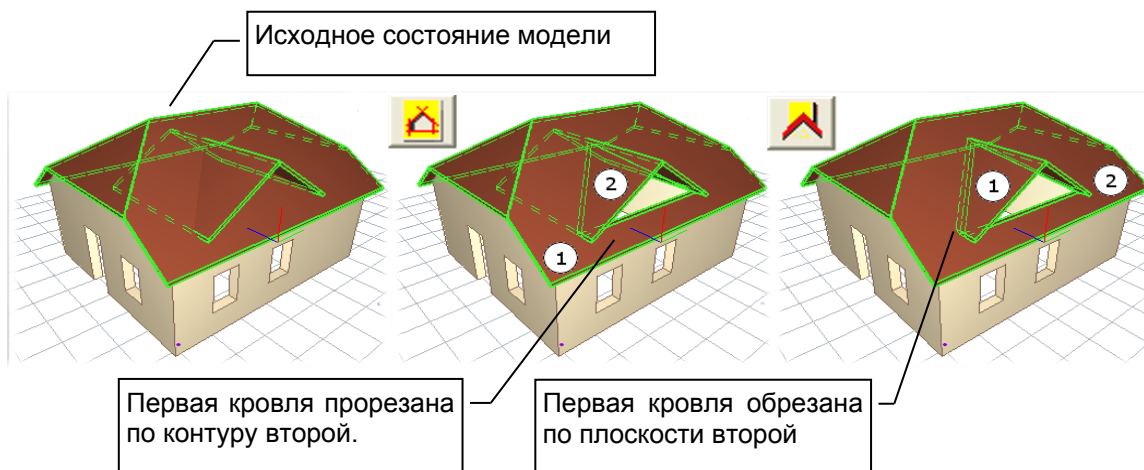 Исходное состояние модели
2
1
1
2
Первая кровля прорезана
по контуру второй.
Первая кровля обрезана
по плоскости второй